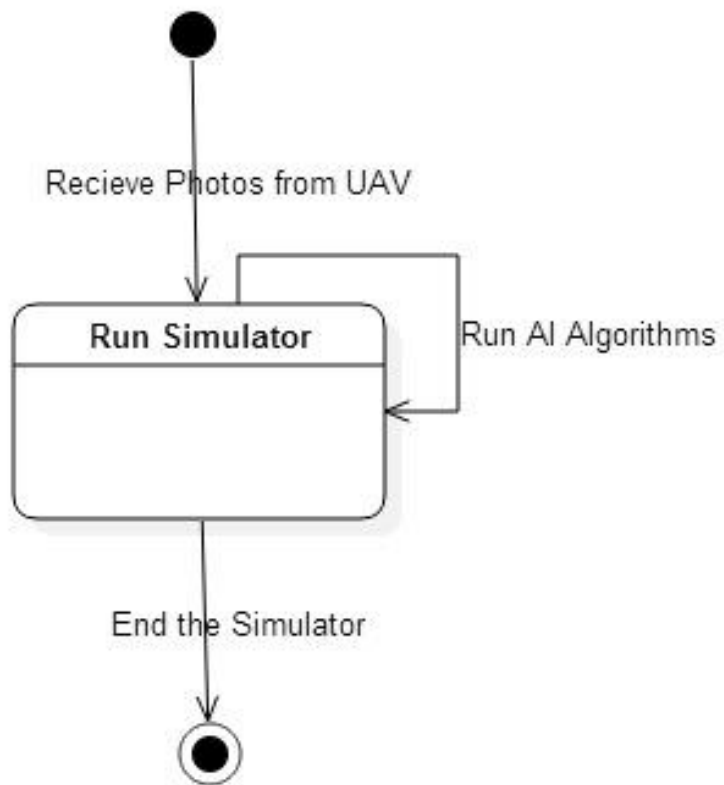 Recieve Photos from UAV
Run Simulator
Run AI Algorithms
End the Simulator